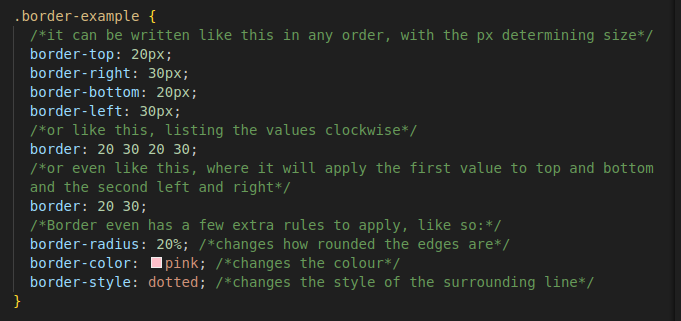 .border-example {
/*it can be written like this in any order, with the px determining size*/
border-top: 20px;
border-right: 30px;
border-bottom: 20px;
border-left: 30px;
/*or like this, listing the values clockwise*/
border: 20 30 20 30;
/*or even like this, where it will apply the first value to top and bottom
and the second left and right*/
border: 20 30;
/*Border even has a few extra rules to apply, like so:*/
border-radius: 20%; /*changes how rounded the edges are*/
border-color: pink; /*changes the colour*/
border-style: dotted; /*changes the style of the surrounding line*/
}